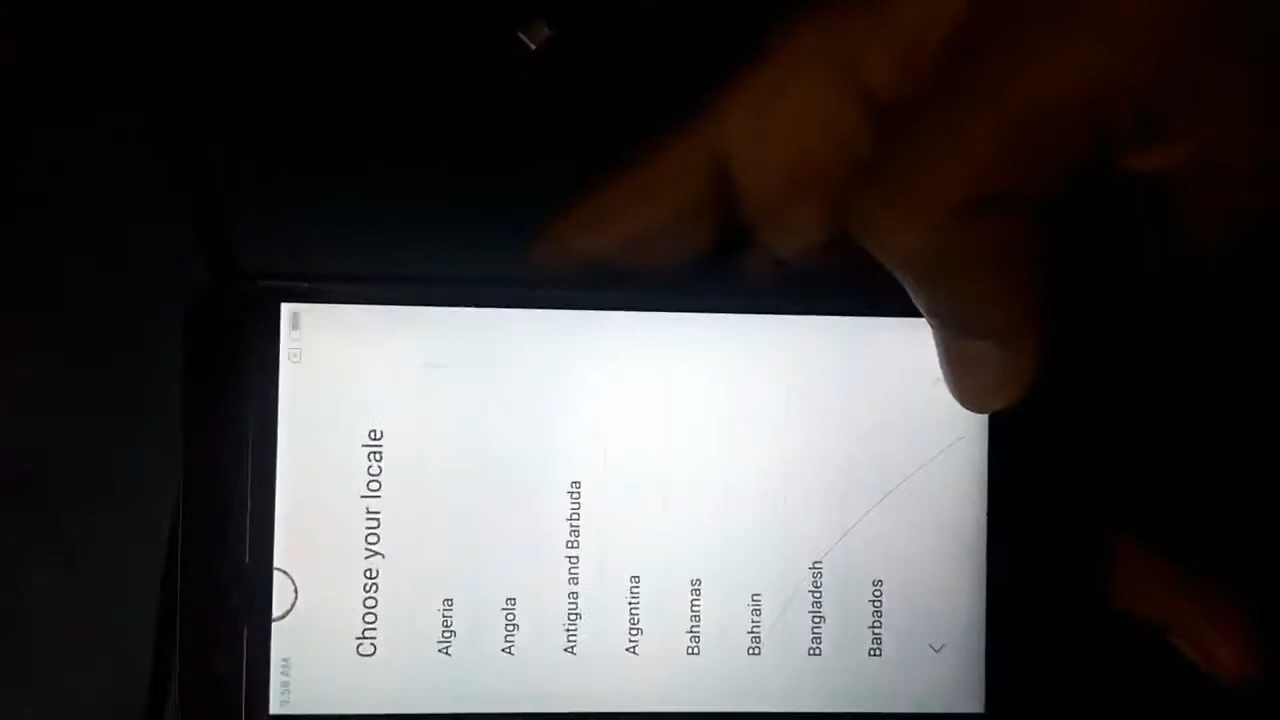 Choose your locale
Algeria
Angola
Antigua and Barbuda
Argentina
Bahamas
Bahrain
Bangladesh
Barbados